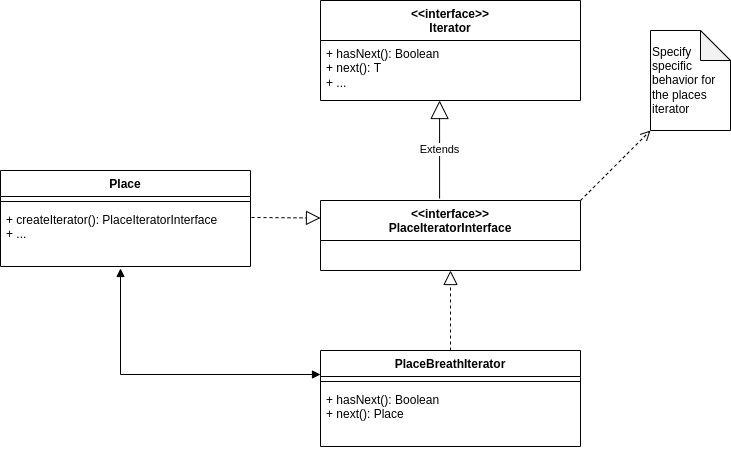 <<interface>>
Iterator
+ hasNext(): Boolean
+ next(): T
+ ...
Specify
specific
behavior for
the places
iterator
Extends
Place
+ createIterator(): PlaceIteratorInterface
+ ...
<<interface>>
PlaceIteratorInterface
PlaceBreathIterator
+ hasNext(): Boolean
+ next(): Place